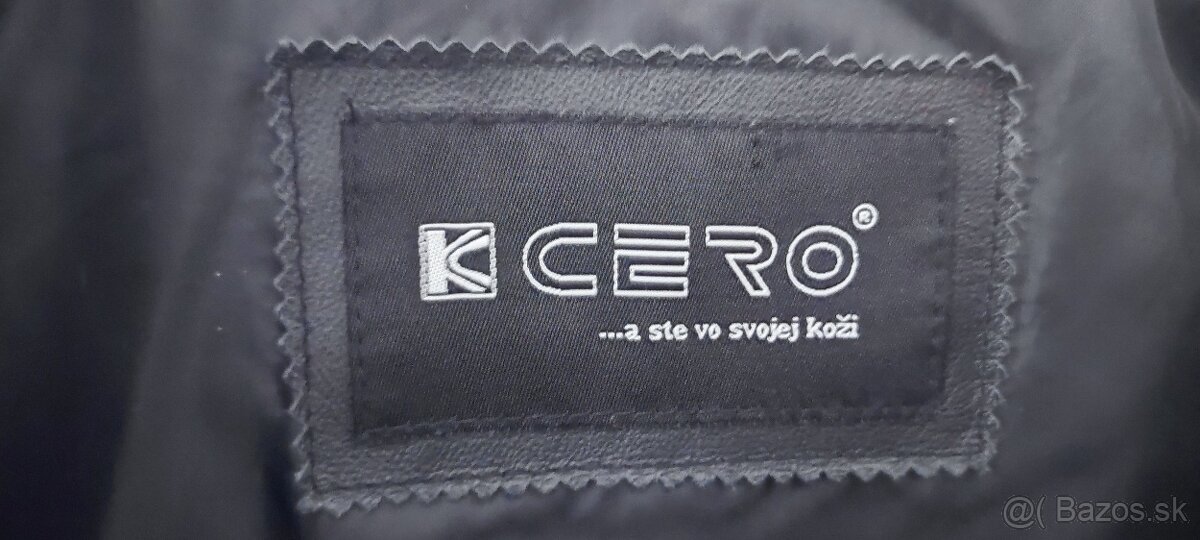 K CERO®
...a ste vo svojej koži
@( Bazos.sk